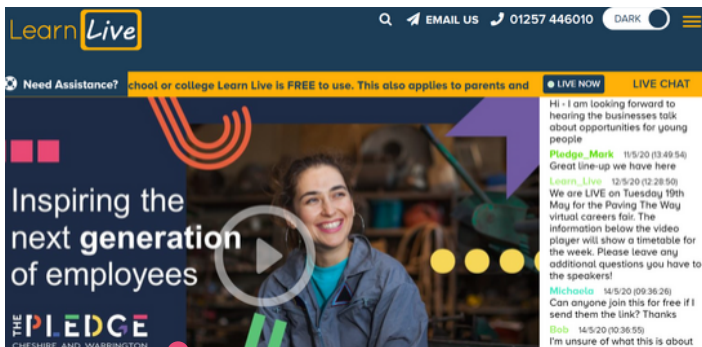 Learn Live
EMAIL US
01257 446010
DARK
Need Assistance?
chool or college Learn Live is FREE to use. This also applies to parents and
LIVE NOW
LIVE CHAT
Inspiring the
next generation
of employees
THE PLEDGE
CHESHIRE AND WARRINGTON
Hi - I am looking forward to
hearing the businesses talk
about opportunities for young
people
Pledge_Mark 11/5/20 (13:49:54)
Great line-up we have here
Learn_Live 12/5/20 (12:28:50)
We are LIVE on Tuesday 19th
May for the Paving The Way
virtual careers fair. The
information below the video
player will show a timetable for
the week. Please leave any
additional questions you have to
the speakers!
Michaela 14/5/20 (09:36:26)
Can anyone join this for free if I
send them the link? Thanks
Bob 14/5/20 (10:36:55)
I'm unsure of what this is about